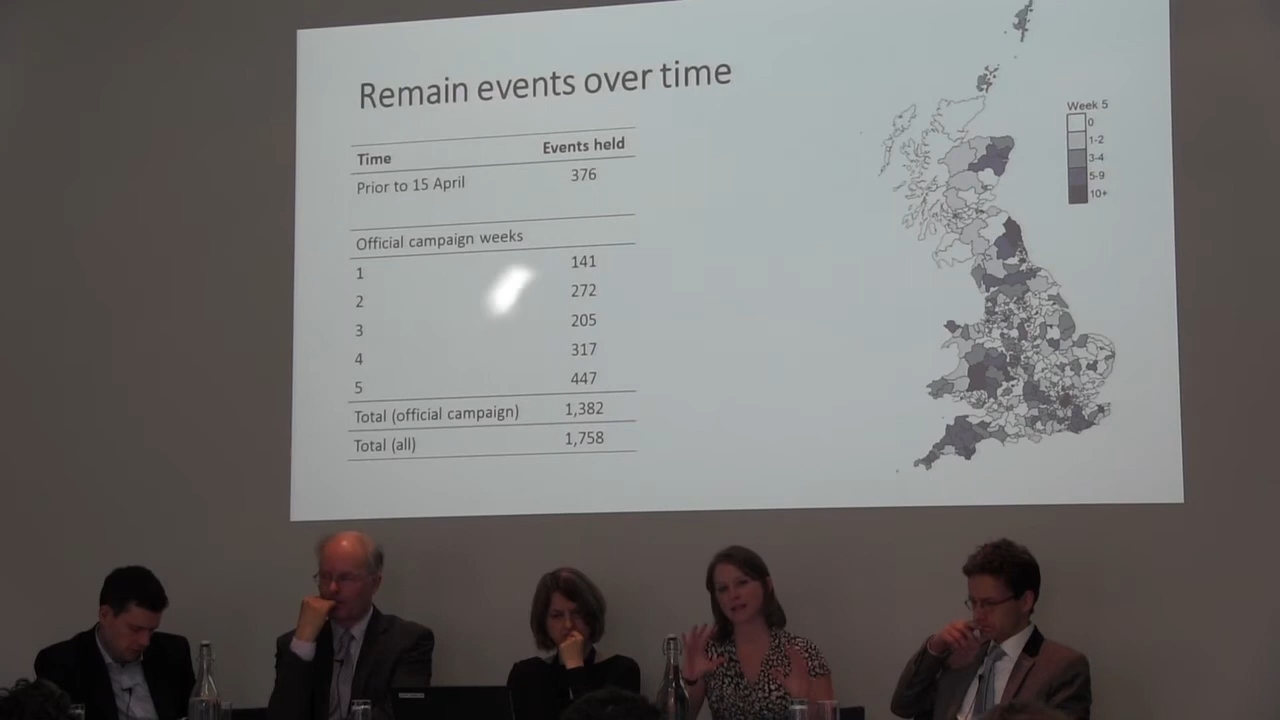 Remain events over time
Time Events held
Prior to 15 April 376
Official campaign weeks
1 141
2 272
3 205
4 317
5 447
Total (official campaign) 1,382
Total (all) 1,758
Week 5
0
1-2
3-4
5-9
10+